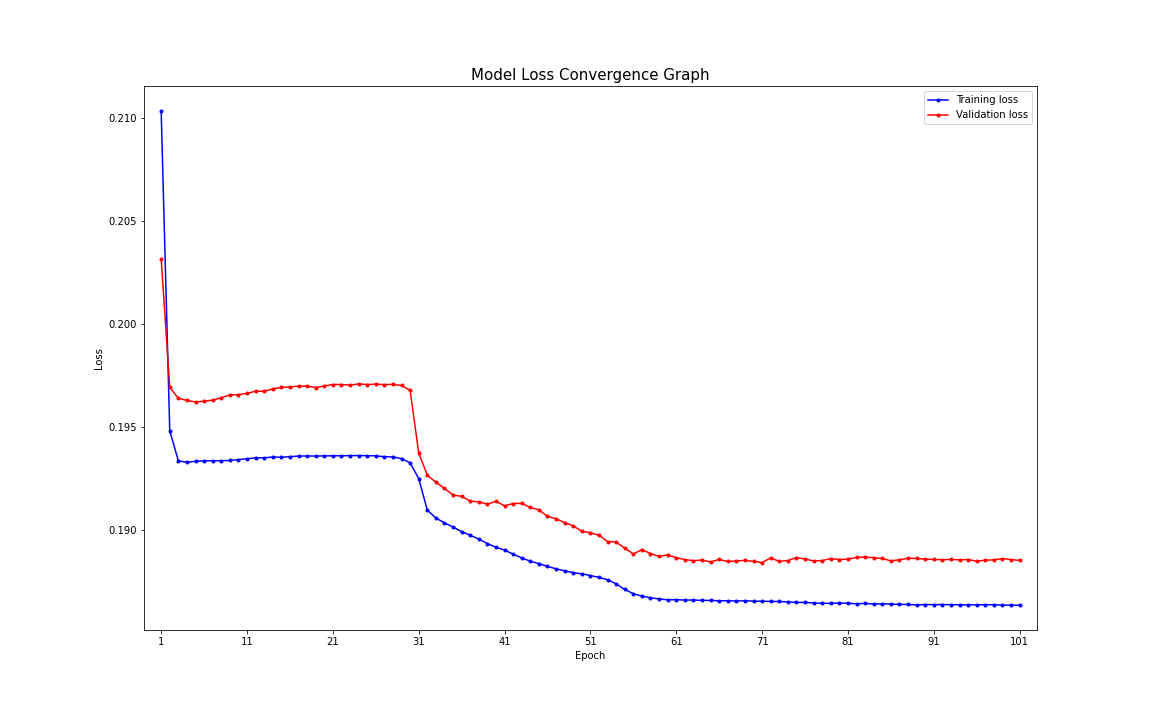 Model Loss Convergence Graph
Training loss
Validation loss
0.210
0.205
0.200
0.195
0.190
Loss
1 11 21 31 41 51 61 71 81 91 101
Epoch